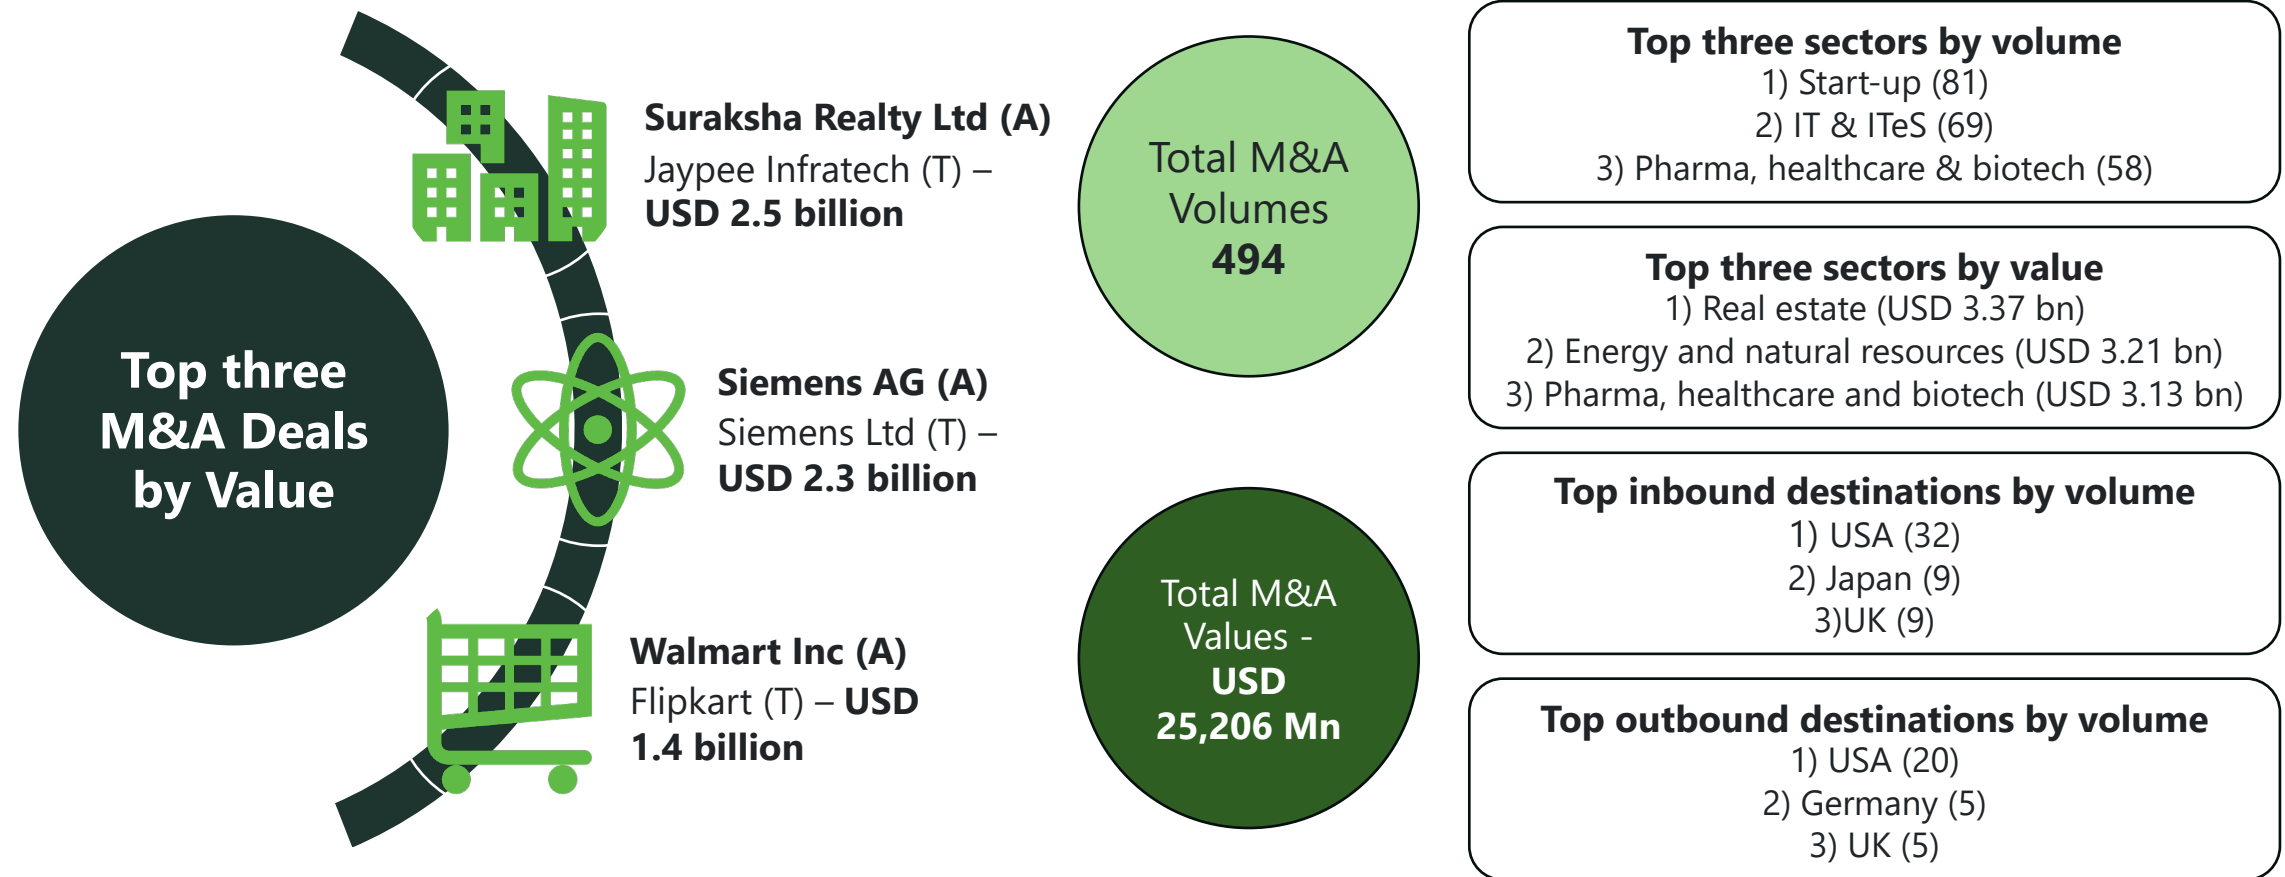 Top three
M&A Deals
by Value
Suraksha Realty Ltd (A)
Jaypee Infratech (T) –
USD 2.5 billion
Siemens AG (A)
Siemens Ltd (T) –
USD 2.3 billion
Walmart Inc (A)
Flipkart (T) – USD
1.4 billion
Total M&A
Volumes
494
Total M&A
Values -
USD
25,206 Mn
Top three sectors by volume
1) Start-up (81)
2) IT & ITeS (69)
3) Pharma, healthcare & biotech (58)
Top three sectors by value
1) Real estate (USD 3.37 bn)
2) Energy and natural resources (USD 3.21 bn)
3) Pharma, healthcare and biotech (USD 3.13 bn)
Top inbound destinations by volume
1) USA (32)
2) Japan (9)
3)UK (9)
Top outbound destinations by volume
1) USA (20)
2) Germany (5)
3) UK (5)